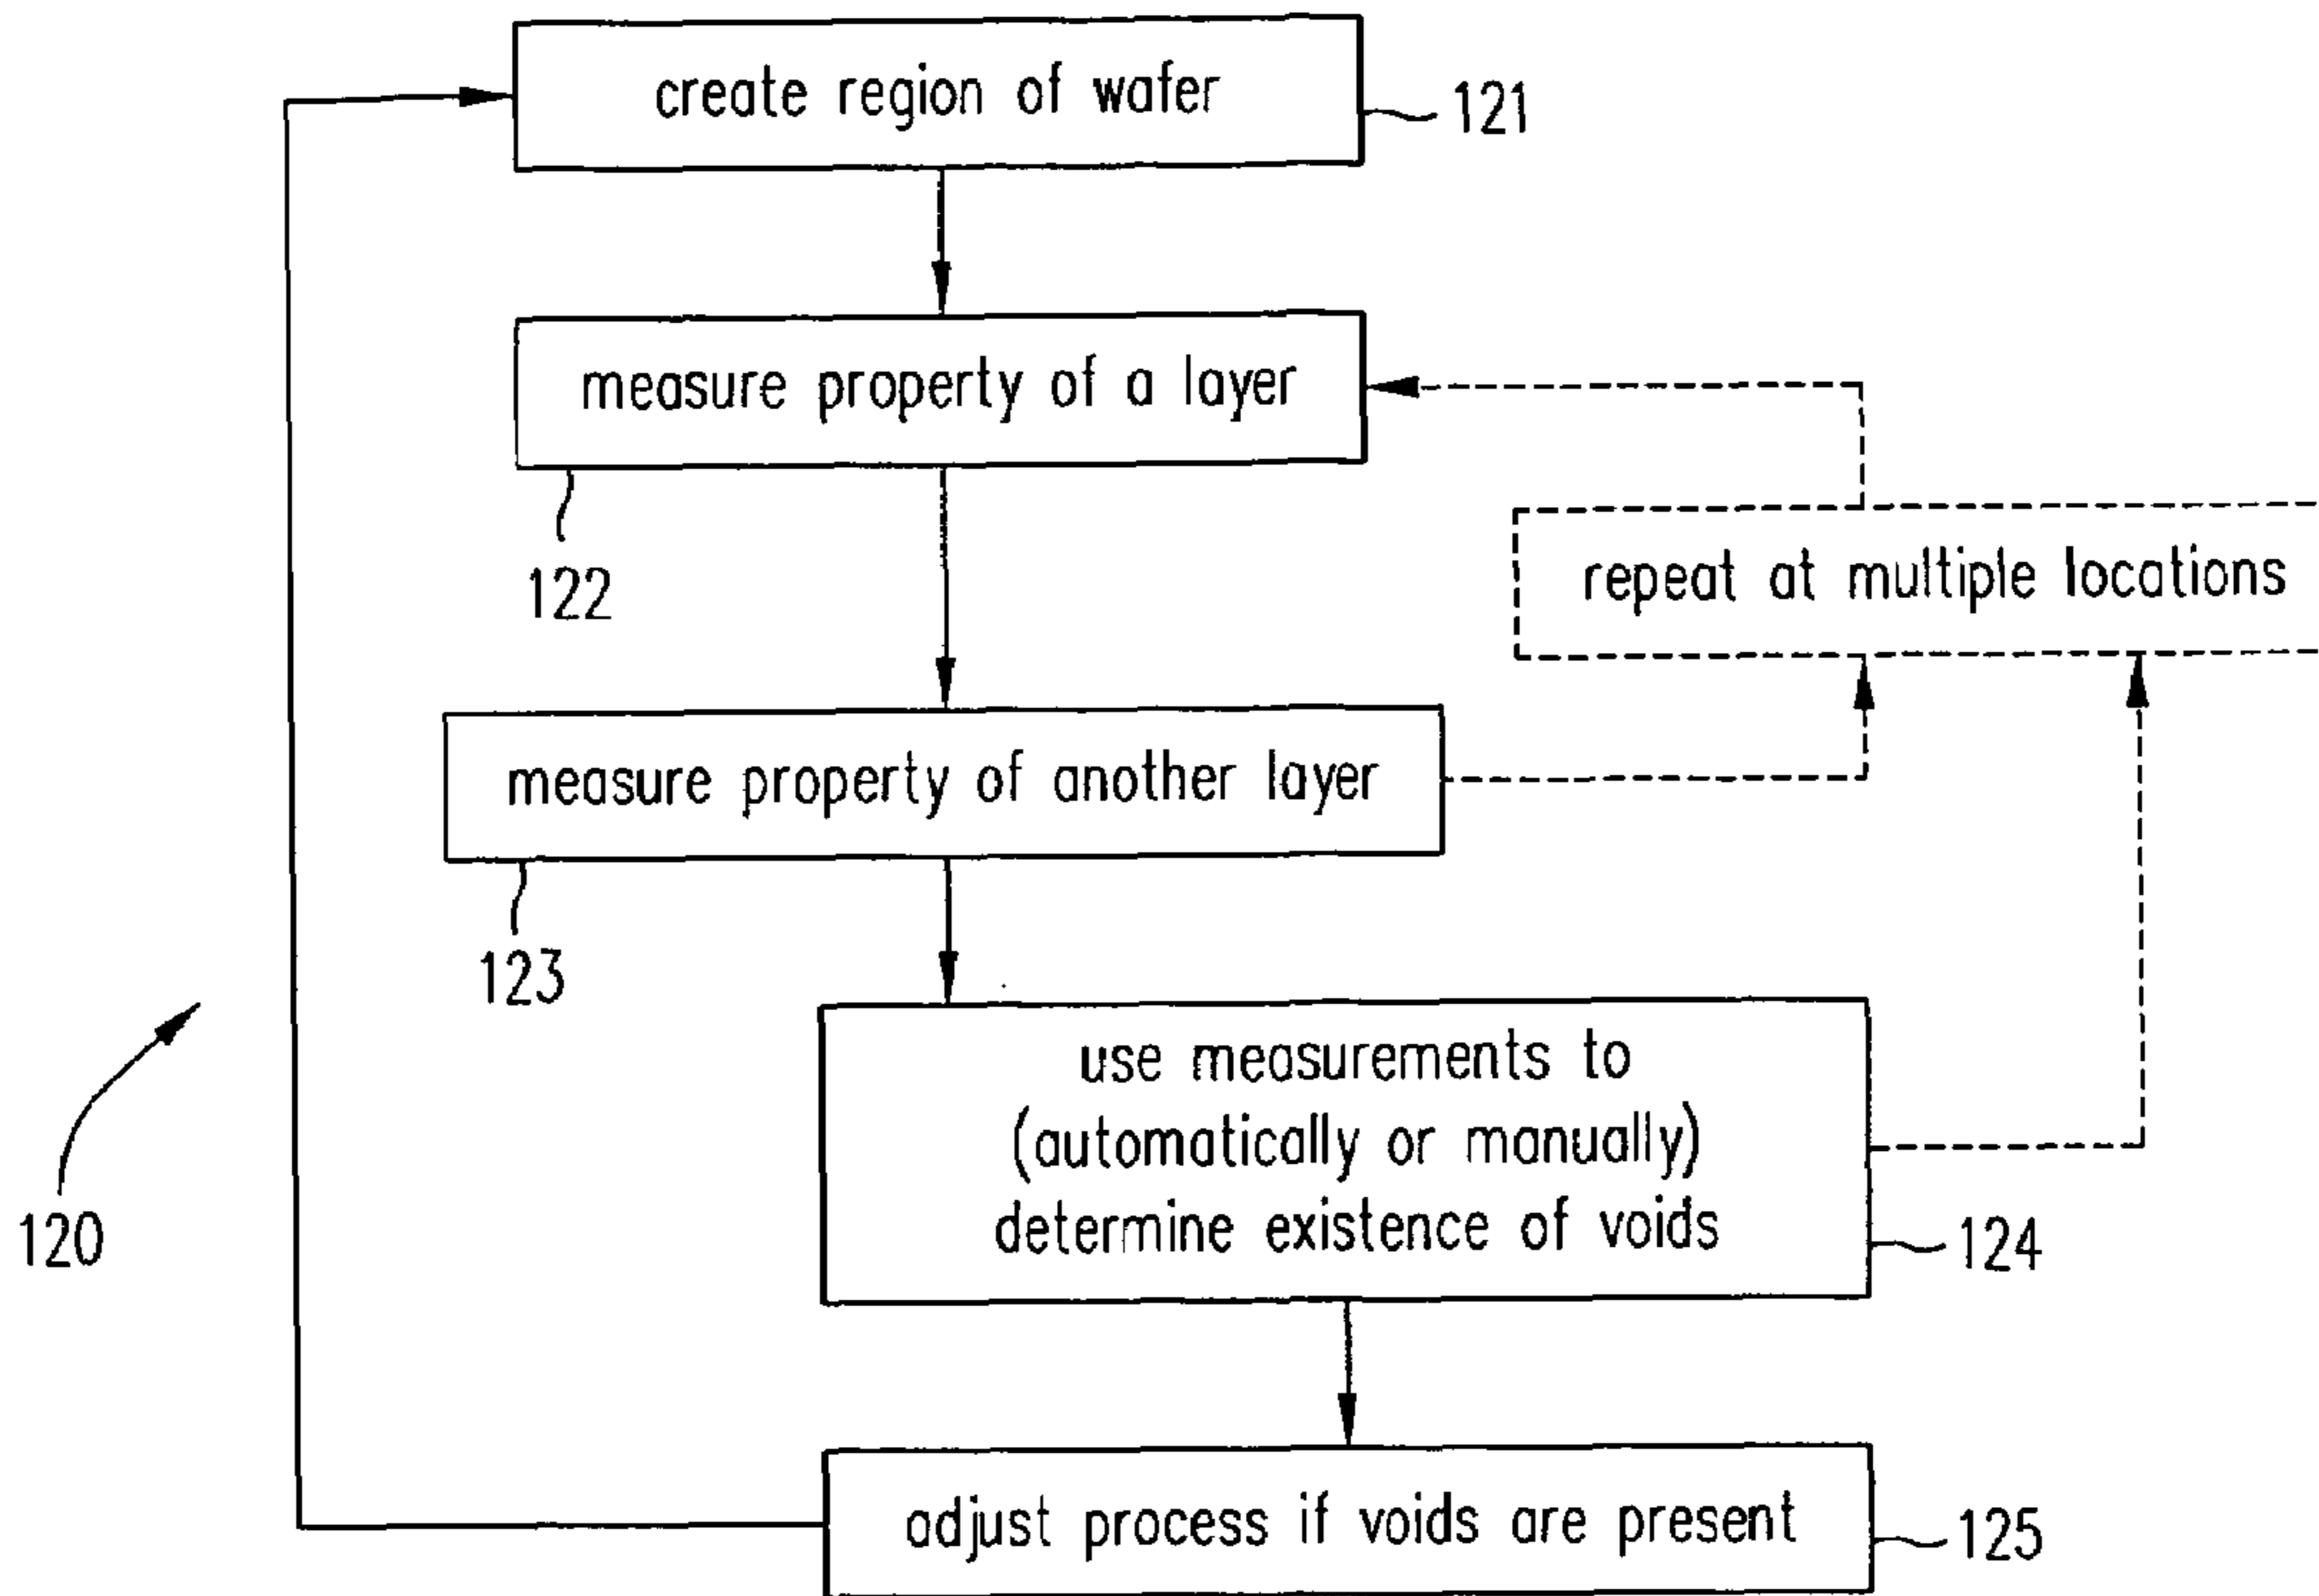 create region of wafer
121
measure property of a layer
122
repeat at multiple locations
measure property of another layer
123
use measurements to
(automatically or manually)
determine existence of voids
120
124
adjust process if voids are present
125